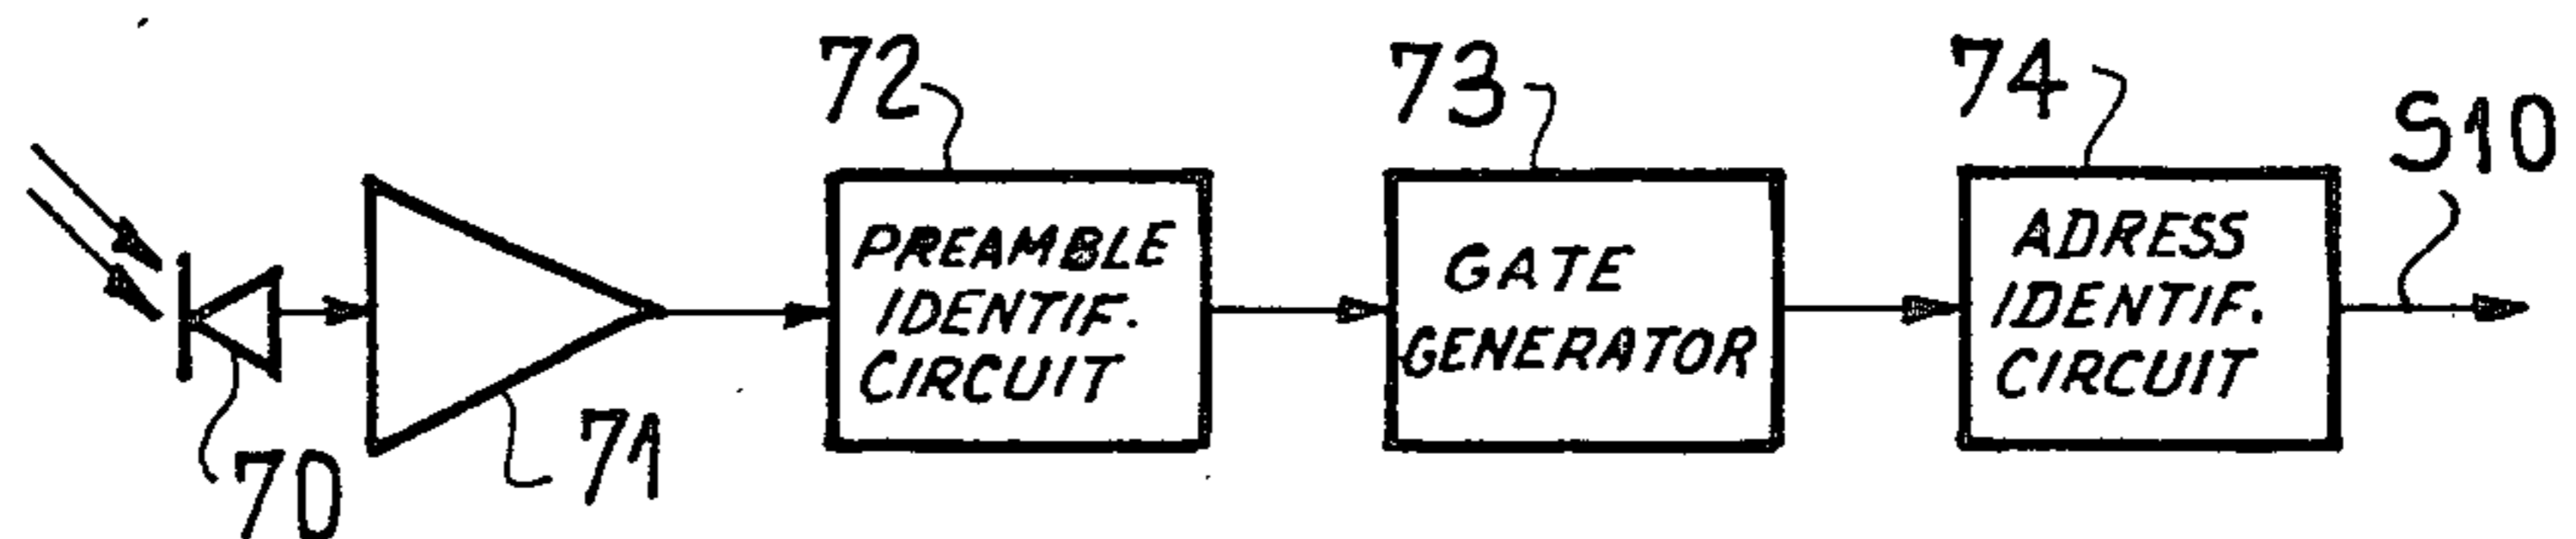 72
73
74
S10
PREAMBLE
IDENTIF.
CIRCUIT
GATE
GENERATOR
ADRESS
IDENTIF.
CIRCUIT
70
71